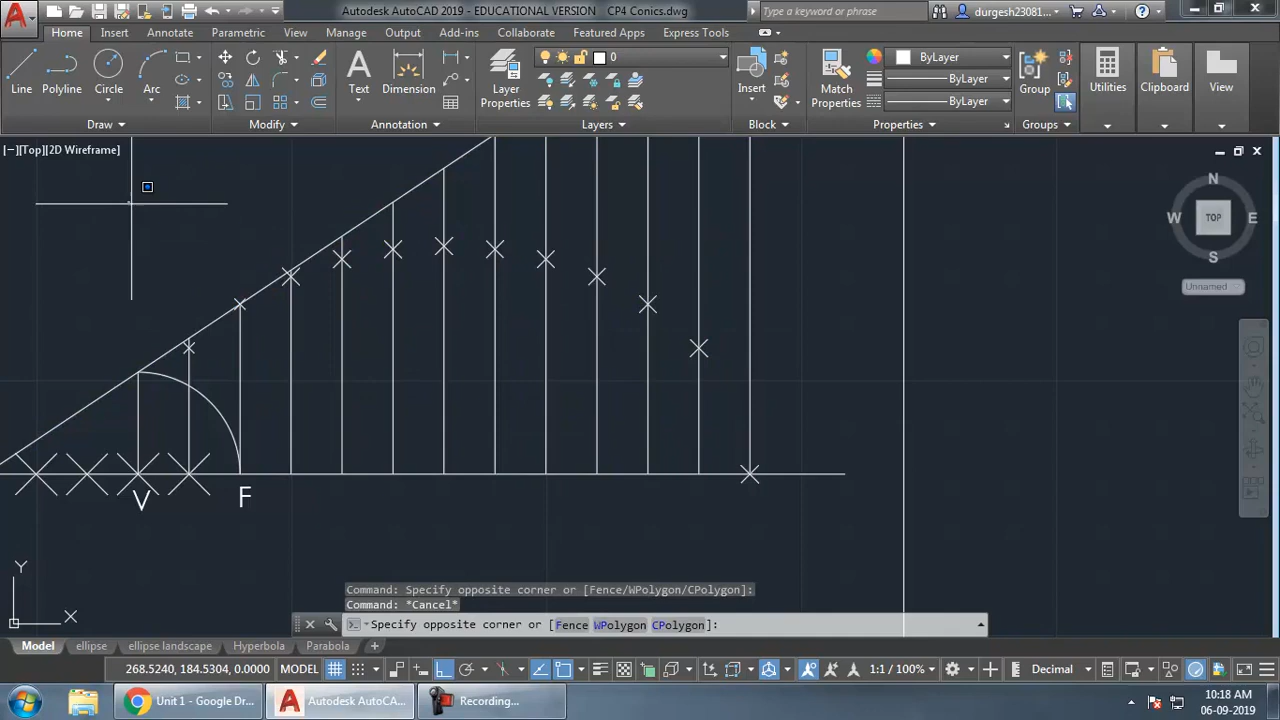 Autodesk AutoCAD 2019 - EDUCATIONAL VERSION CP4 Conics.dwg
Type a keyword or phrase
durgesh23081...
Home Insert Annotate Parametric View Manage Output Add-ins Collaborate Featured Apps Express Tools
0
ByLayer
ByLayer
ByLayer
Line Polyline Circle Arc
Text Dimension
Layer Properties
Insert
Match Properties
Group
Utilities Clipboard View
Draw Modify Annotation Layers Block Properties Groups
[−][Top][2D Wireframe]
N
W TOP E
S
Unnamed
V F
Y
X
Command: Specify opposite corner or [Fence/WPolygon/CPolygon]:
Command: *Cancel*
Specify opposite corner or [Fence WPolygon CPolygon]:
Model ellipse ellipse landscape Hyperbola Parabola +
268.5240, 184.5304, 0.0000 MODEL 1:1 / 100% Decimal
Unit 1 - Google Dr... Autodesk AutoCA... Recording...
10:18 AM
06-09-2019